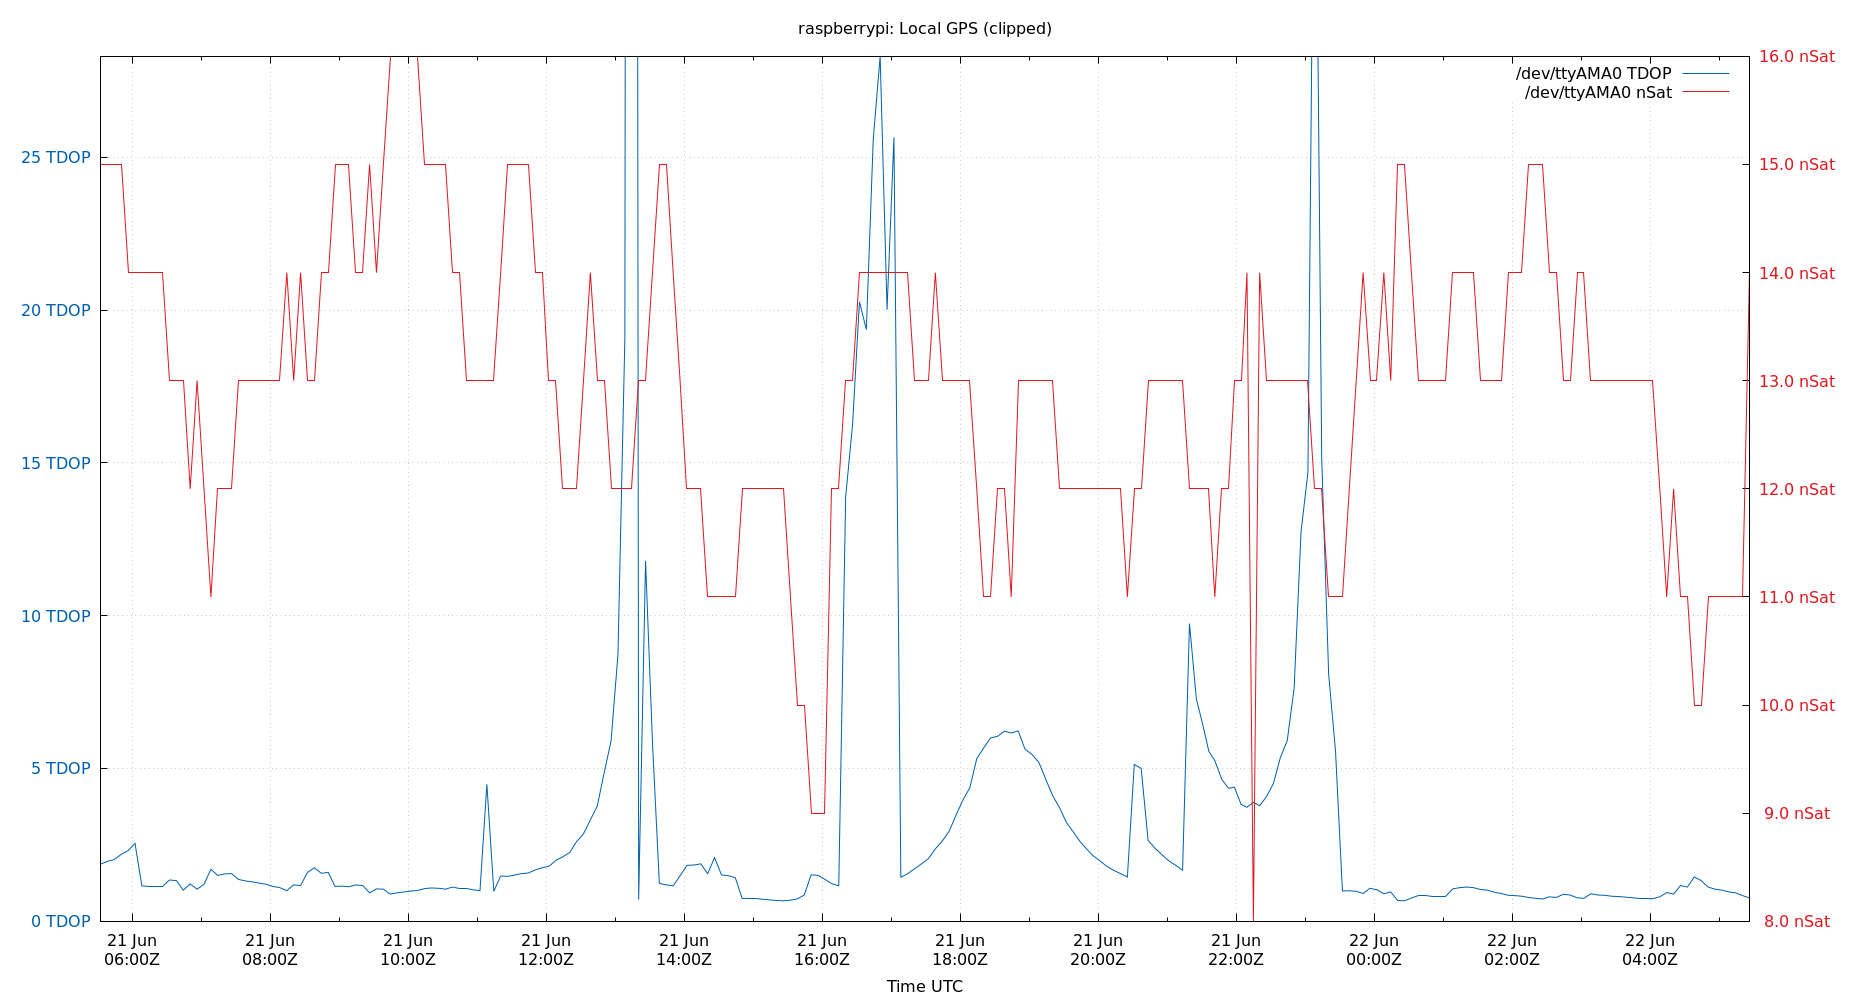 raspberrypi: Local GPS (clipped)
/dev/ttyAMA0 TDOP
/dev/ttyAMA0 nSat
25 TDOP
20 TDOP
15 TDOP
10 TDOP
5 TDOP
0 TDOP
16.0 nSat
15.0 nSat
14.0 nSat
13.0 nSat
12.0 nSat
11.0 nSat
10.0 nSat
9.0 nSat
8.0 nSat
21 Jun
06:00Z
21 Jun
08:00Z
21 Jun
10:00Z
21 Jun
12:00Z
21 Jun
14:00Z
21 Jun
16:00Z
21 Jun
18:00Z
21 Jun
20:00Z
21 Jun
22:00Z
22 Jun
00:00Z
22 Jun
02:00Z
22 Jun
04:00Z
Time UTC